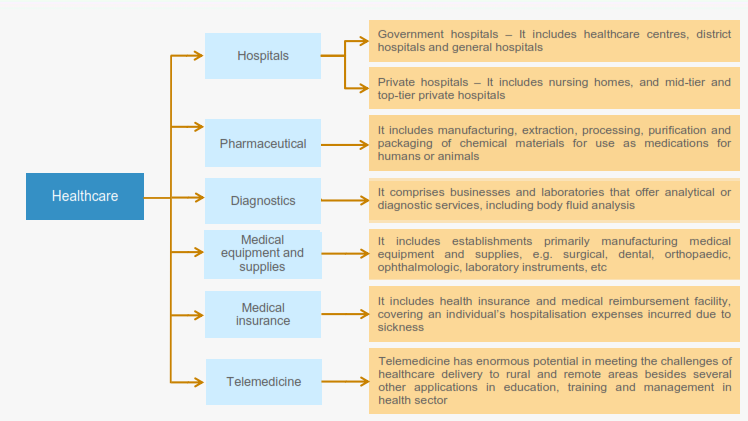 Healthcare
Hospitals
Government hospitals – It includes healthcare centres, district
hospitals and general hospitals
Private hospitals – It includes nursing homes, and mid-tier and
top-tier private hospitals
Pharmaceutical
It includes manufacturing, extraction, processing, purification and
packaging of chemical materials for use as medications for
humans or animals
Diagnostics
It comprises businesses and laboratories that offer analytical or
diagnostic services, including body fluid analysis
Medical
equipment and
supplies
It includes establishments primarily manufacturing medical
equipment and supplies, e.g. surgical, dental, orthopaedic,
ophthalmologic, laboratory instruments, etc
Medical
insurance
It includes health insurance and medical reimbursement facility,
covering an individual’s hospitalisation expenses incurred due to
sickness
Telemedicine
Telemedicine has enormous potential in meeting the challenges of
healthcare delivery to rural and remote areas besides several
other applications in education, training and management in
health sector